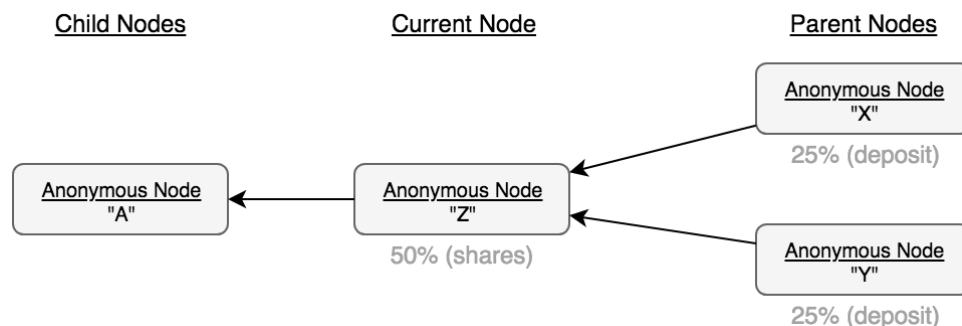 Child Nodes
Current Node
Parent Nodes
Anonymous Node
"X"
25% (deposit)
Anonymous Node
"A"
Anonymous Node
"Z"
50% (shares)
Anonymous Node
"Y"
25% (deposit)